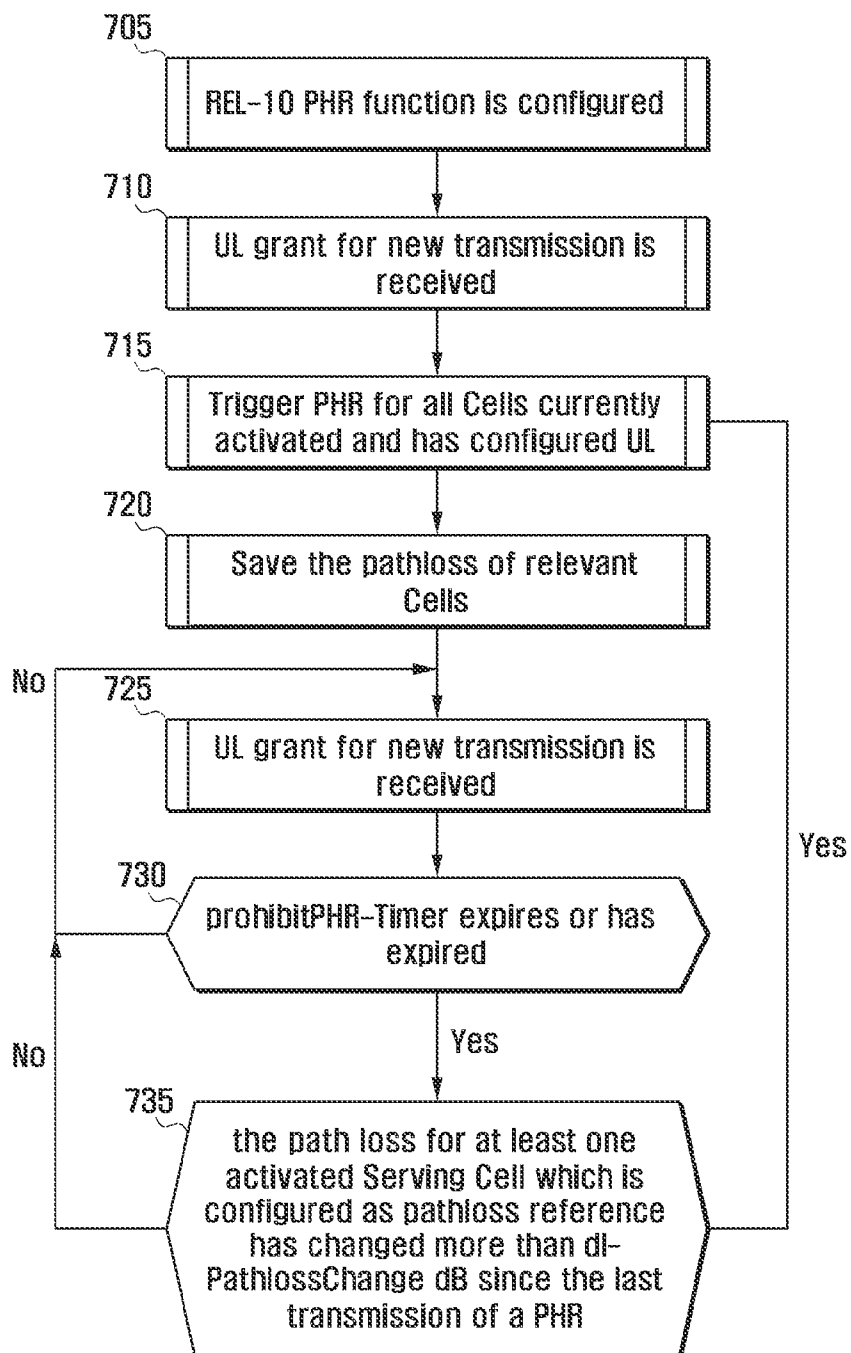 705
REL-10 PHR function is configured
710
UL grant for new transmission is
received
715
Trigger PHR for all Cells currently
activated and has configured UL
720
Save the pathloss of relevant
Cells
No
725
UL grant for new transmission is
received
Yes
730
prohibitPHR-Timer expires or has
expired
Yes
No
735
the path loss for at least one
activated Serving Cell which is
configured as pathloss reference
has changed more than dl-
PathlossChange dB since the last
transmission of a PHR